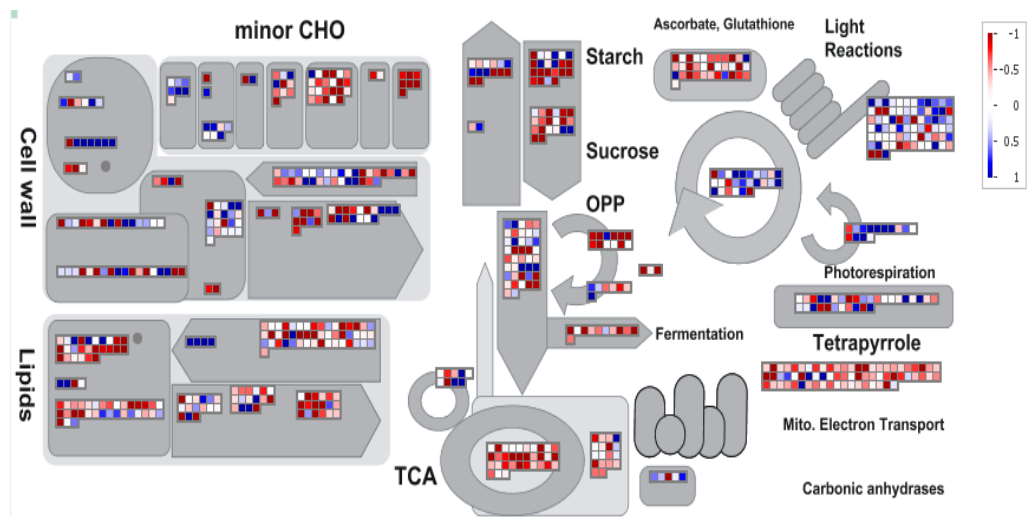 minor CHO
Ascorbate, Glutathione
Light
Reactions
Starch
Sucrose
Cell wall
OPP
Photorespiration
Tetrapyrrole
Fermentation
Lipids
Mito. Electron Transport
TCA
Carbonic anhydrases
-1
-0.5
0
0.5
1